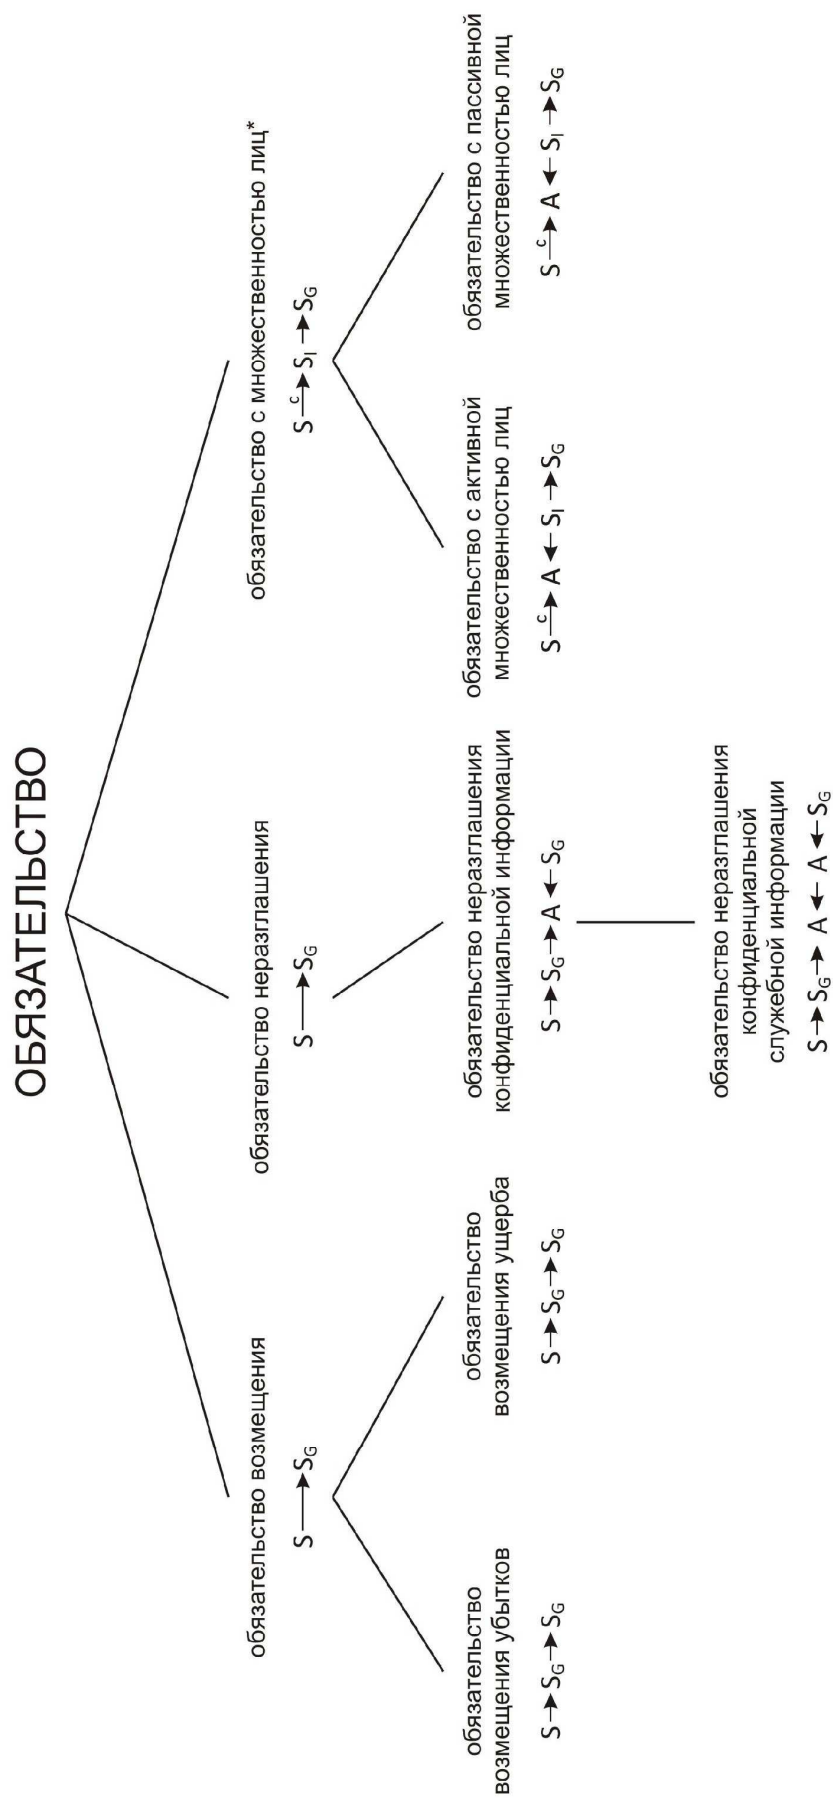 ОБЯЗАТЕЛЬСТВО
обязательство возмещения
S → S_G
обязательство неразглашения
S → S_G
обязательство с множественностью лиц*
S –c→ S_I → S_G
обязательство
возмещения убытков
S → S_G → S_G
обязательство
возмещения ущерба
S → S_G → S_G
обязательство неразглашения
конфиденциальной информации
S → S_G → A ← S_G
обязательство с активной
множественностью лиц
S –c→ A ← S_I → S_G
обязательство с пассивной
множественностью лиц
S –c→ A ← S_I → S_G
обязательство неразглашения
конфиденциальной
служебной информации
S → S_G → A ← A ← S_G